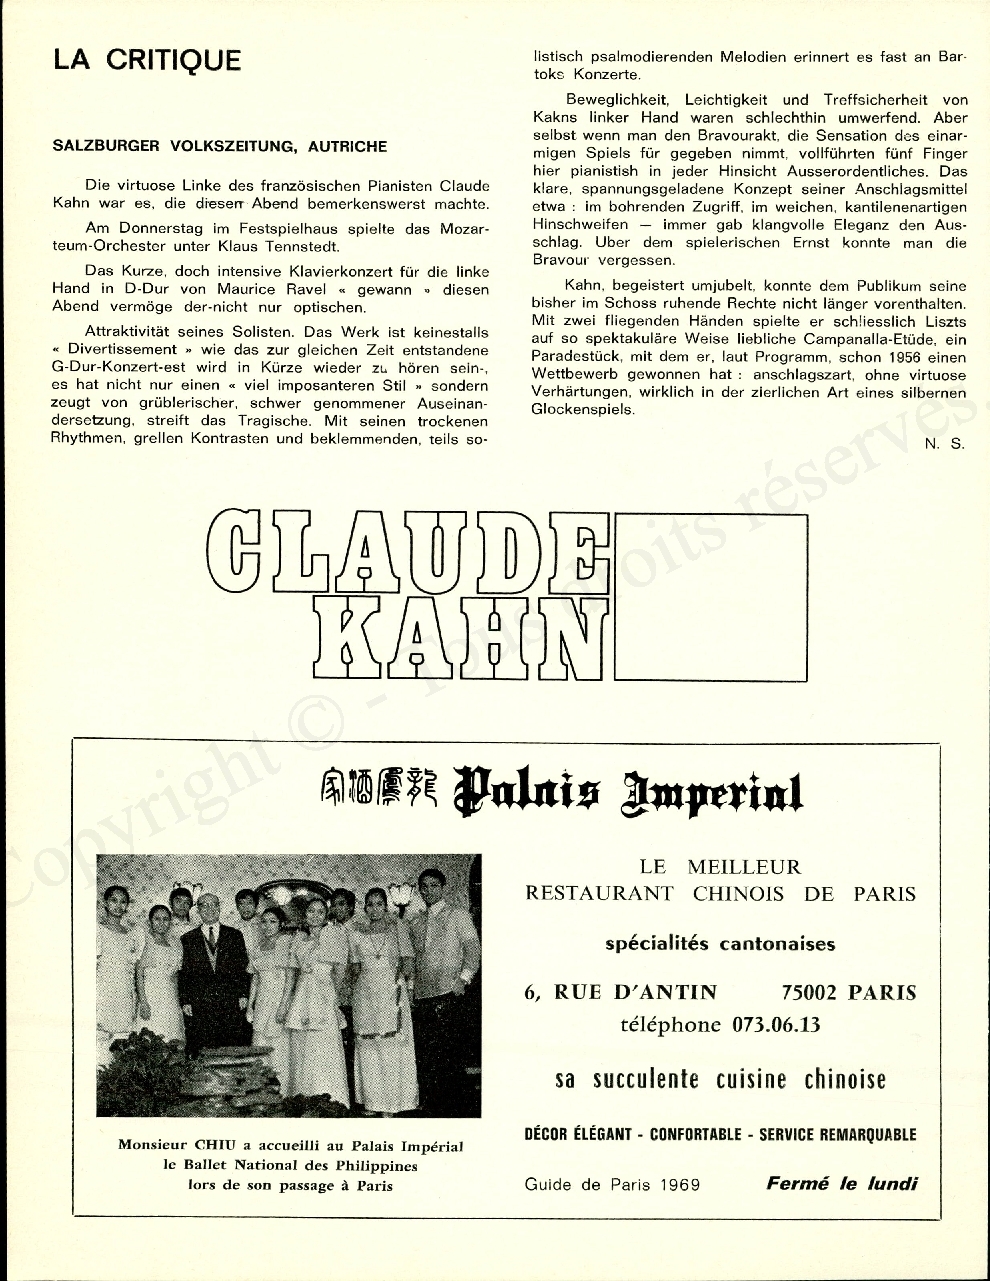 LA CRITIQUE
SALZBURGER VOLKSZEITUNG, AUTRICHE
Die virtuose Linke des französischen Pianisten Claude
Kahn war es, die diesen Abend bemerkenswerst machte.
Am Donnerstag im Festspielhaus spielte das Mozar-
teum-Orchester unter Klaus Tennstedt.
Das Kurze, doch intensive Klavierkonzert für die linke
Hand in D-Dur von Maurice Ravel « gewann » diesen
Abend vermöge der-nicht nur optischen.
Attraktivität seines Solisten. Das Werk ist keinestalls
« Divertissement » wie das zur gleichen Zeit entstandene
G-Dur-Konzert-est wird in Kürze wieder zu hören sein-,
es hat nicht nur einen « viel imposanteren Stil » sondern
zeugt von grüblerischer, schwer genommener Auseinan-
dersetzung, streift das Tragische. Mit seinen trockenen
Rhythmen, grellen Kontrasten und beklemmenden, teils so-
listisch psalmodierenden Melodien erinnert es fast an Bar-
toks Konzerte.
Beweglichkeit, Leichtigkeit und Treffsicherheit von
Kakns linker Hand waren schlechthin umwerfend. Aber
selbst wenn man den Bravourakt, die Sensation des einar-
migen Spiels für gegeben nimmt, vollführten fünf Finger
hier pianistish in jeder Hinsicht Ausserordentliches. Das
klare, spannungsgeladene Konzept seiner Anschlagsmittel
etwa : im bohrenden Zugriff, im weichen, kantilenenartigen
Hinschweifen — immer gab klangvolle Eleganz den Aus-
schlag. Uber dem spielerischen Ernst konnte man die
Bravour vergessen.
Kahn, begeistert umjubelt, konnte dem Publikum seine
bisher im Schoss ruhende Rechte nicht länger vorenthalten.
Mit zwei fliegenden Händen spielte er schliesslich Liszts
auf so spektakuläre Weise liebliche Campanalla-Etüde, ein
Paradestück, mit dem er, laut Programm, schon 1956 einen
Wettbewerb gewonnen hat : anschlagszart, ohne virtuose
Verhärtungen, wirklich in der zierlichen Art eines silbernen
Glockenspiels.
N. S.
CLAUDE
KAHN
Copyright © - Tous droits réservés.
家酒鳳龍 Palais Imperial
LE MEILLEUR
RESTAURANT CHINOIS DE PARIS
spécialités cantonaises
6, RUE D'ANTIN 75002 PARIS
téléphone 073.06.13
sa succulente cuisine chinoise
DÉCOR ÉLÉGANT - CONFORTABLE - SERVICE REMARQUABLE
Guide de Paris 1969 Fermé le lundi
Monsieur CHIU a accueilli au Palais Impérial
le Ballet National des Philippines
lors de son passage à Paris